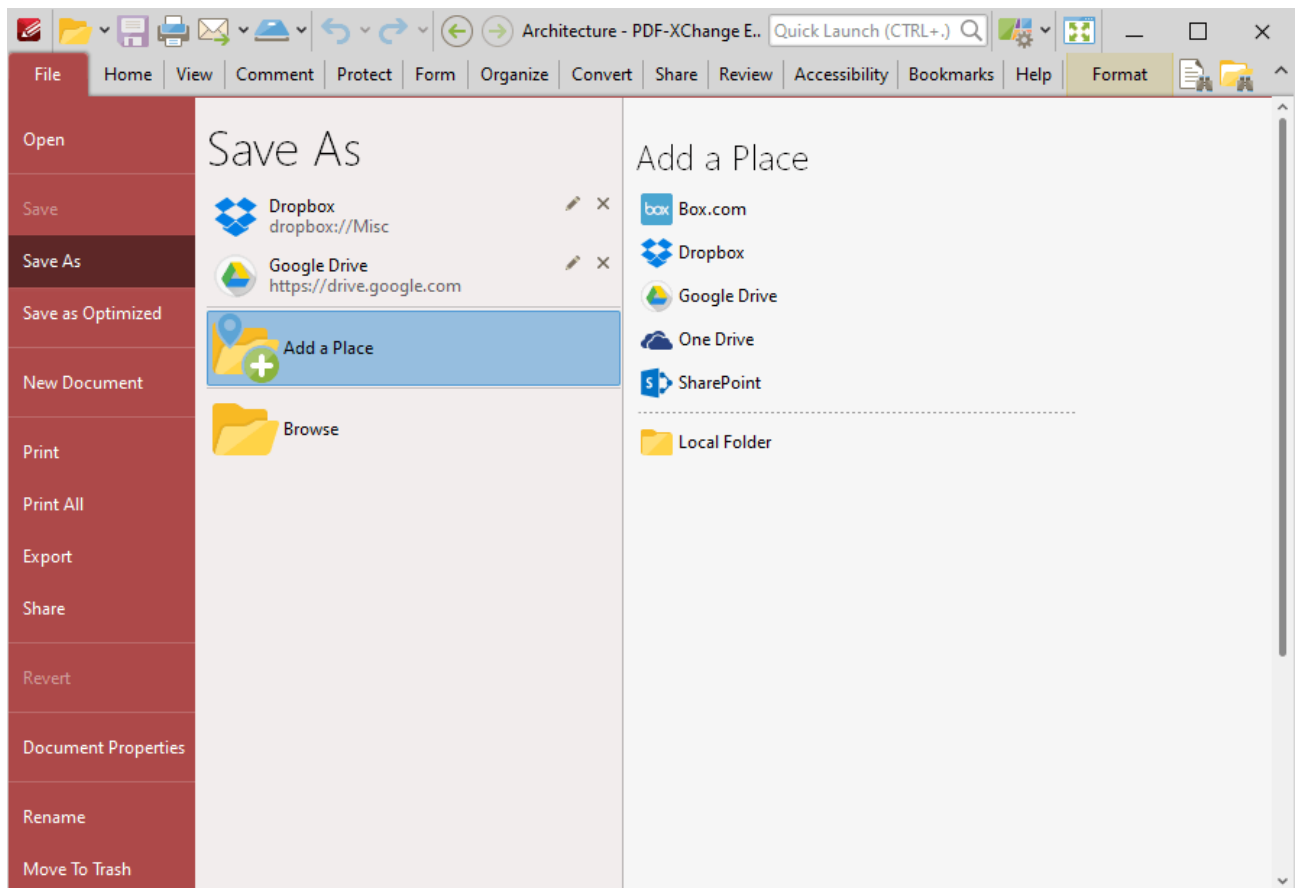 Architecture - PDF-XChange E..
Quick Launch (CTRL+.)
File Home View Comment Protect Form Organize Convert Share Review Accessibility Bookmarks Help Format
Open
Save
Save As
Save as Optimized
New Document
Print
Print All
Export
Share
Revert
Document Properties
Rename
Move To Trash
Save As
Dropbox
dropbox://Misc
Google Drive
https://drive.google.com
Add a Place
Browse
Add a Place
box Box.com
Dropbox
Google Drive
One Drive
S SharePoint
Local Folder